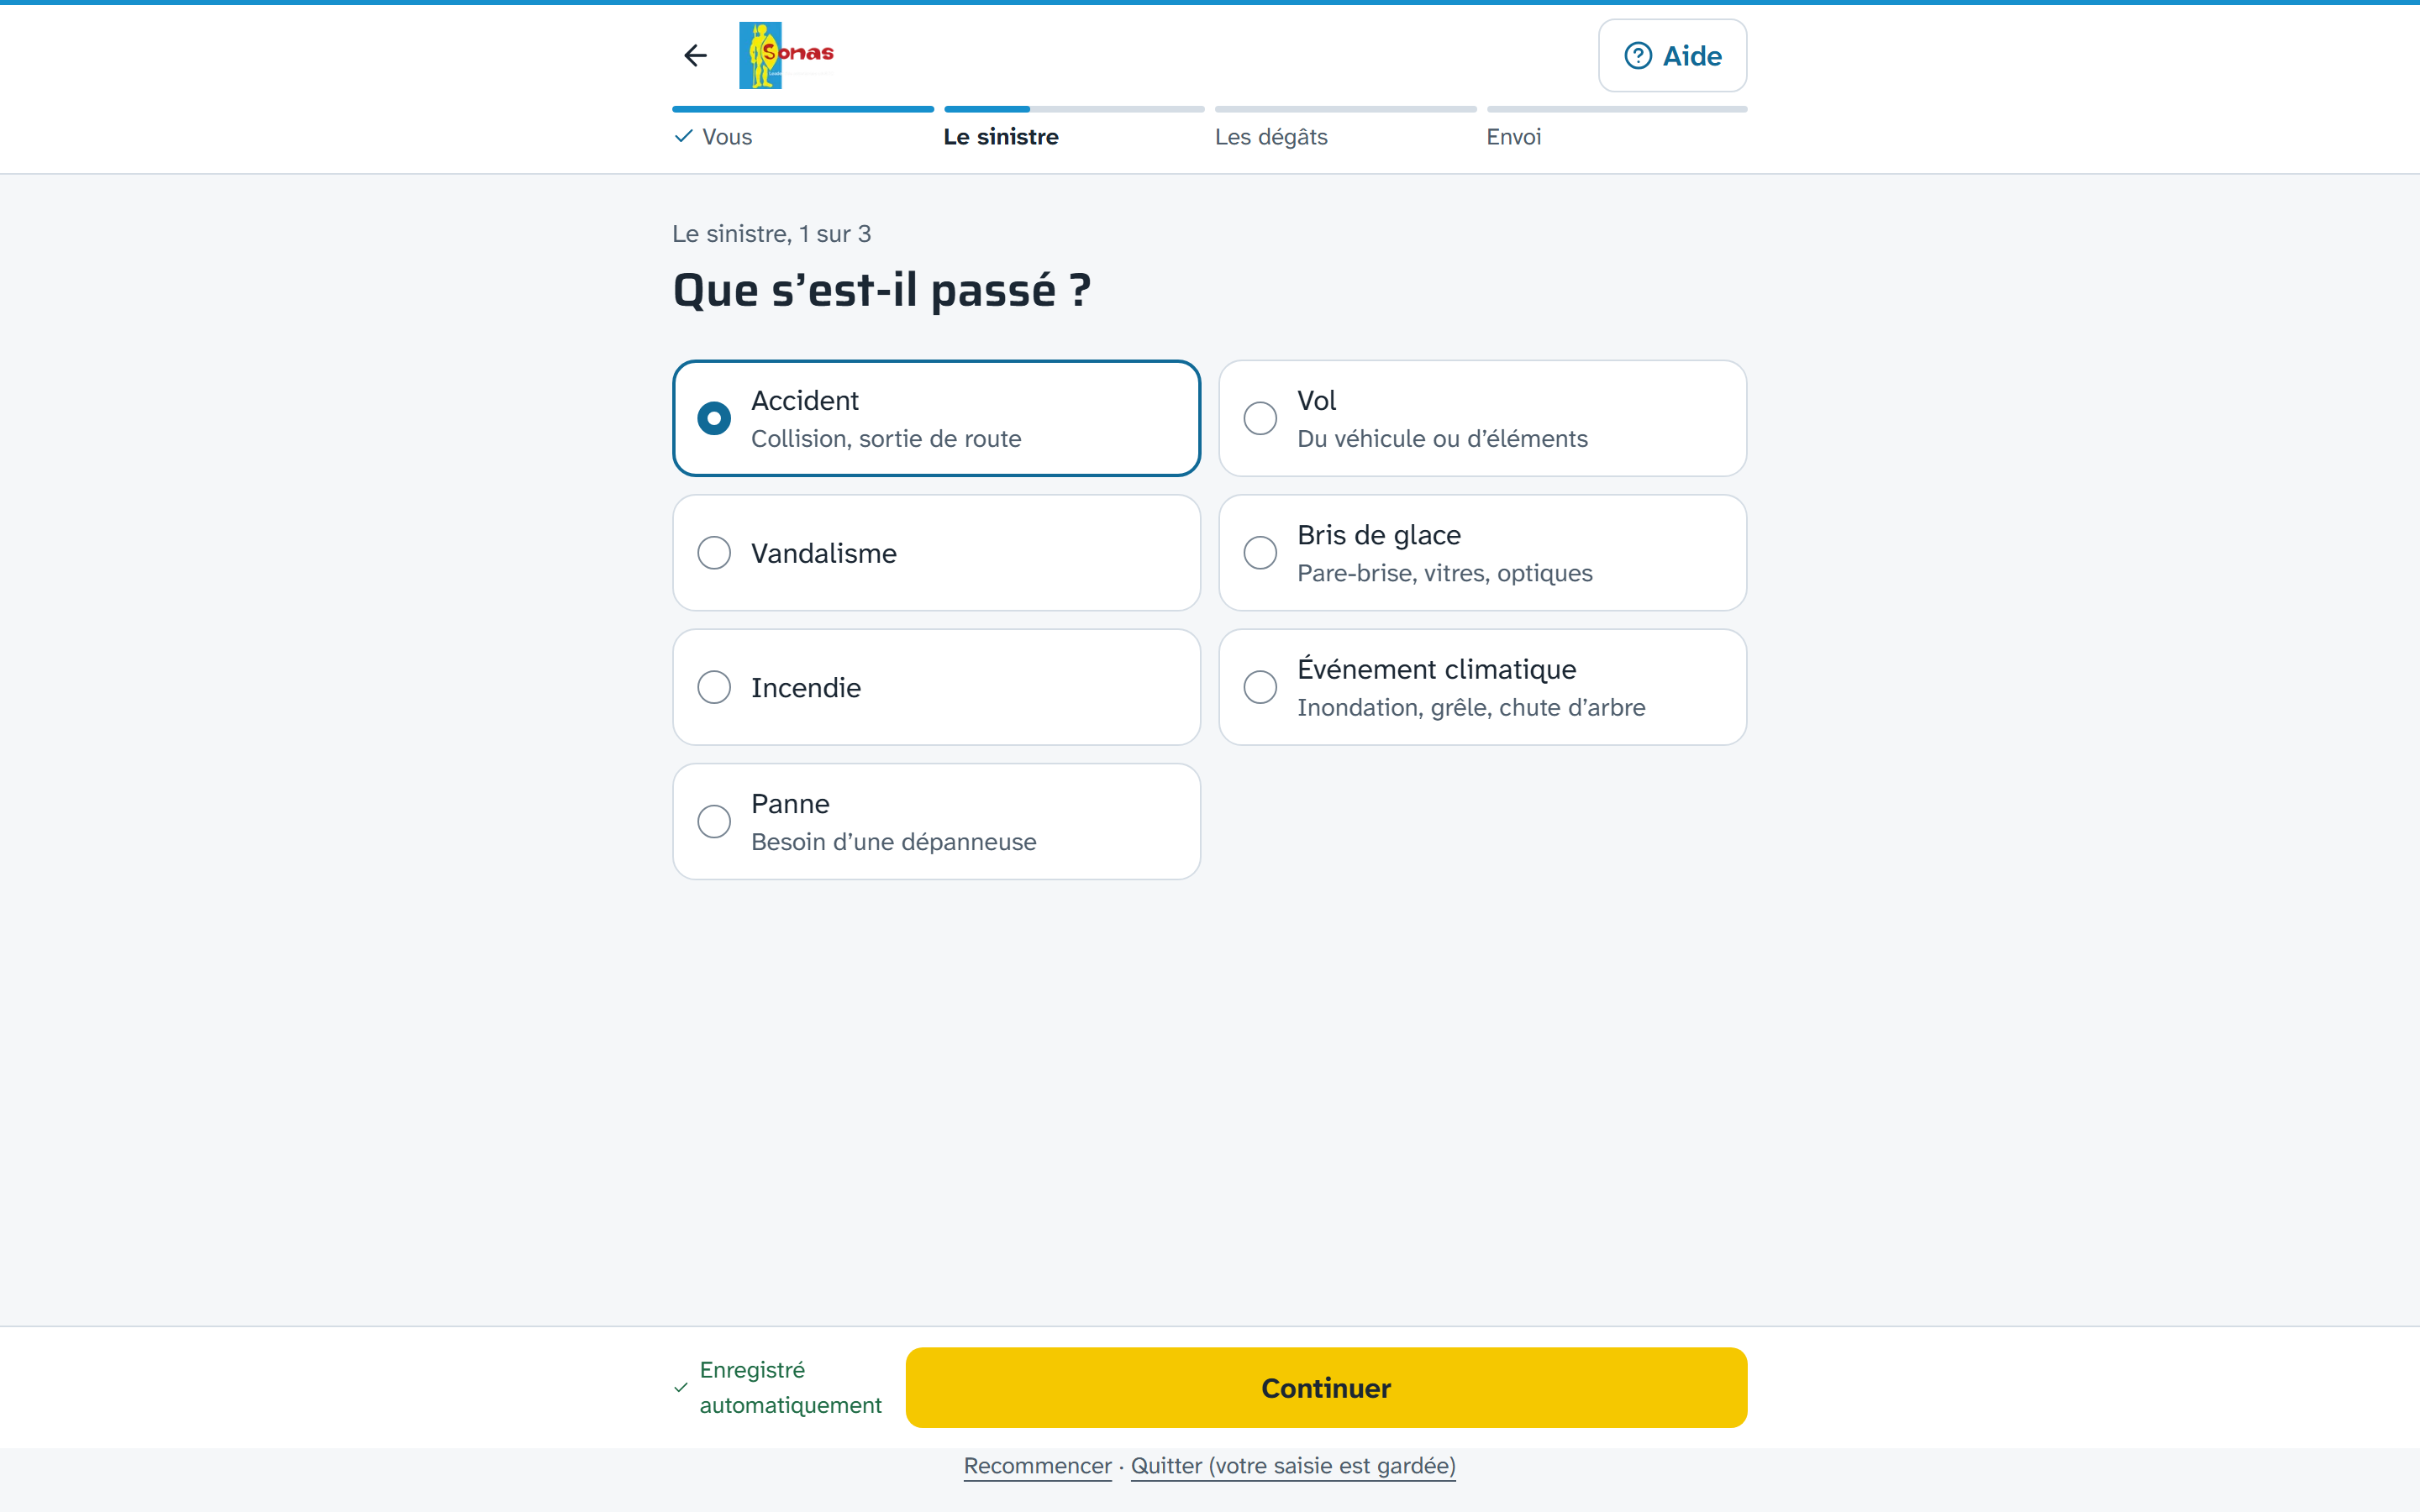 Sonas
Aide
Vous
Le sinistre
Les dégâts
Envoi
Le sinistre, 1 sur 3
Que s’est-il passé ?
Accident
Collision, sortie de route
Vol
Du véhicule ou d’éléments
Vandalisme
Bris de glace
Pare-brise, vitres, optiques
Incendie
Événement climatique
Inondation, grêle, chute d’arbre
Panne
Besoin d’une dépanneuse
Enregistré
automatiquement
Continuer
Recommencer · Quitter (votre saisie est gardée)